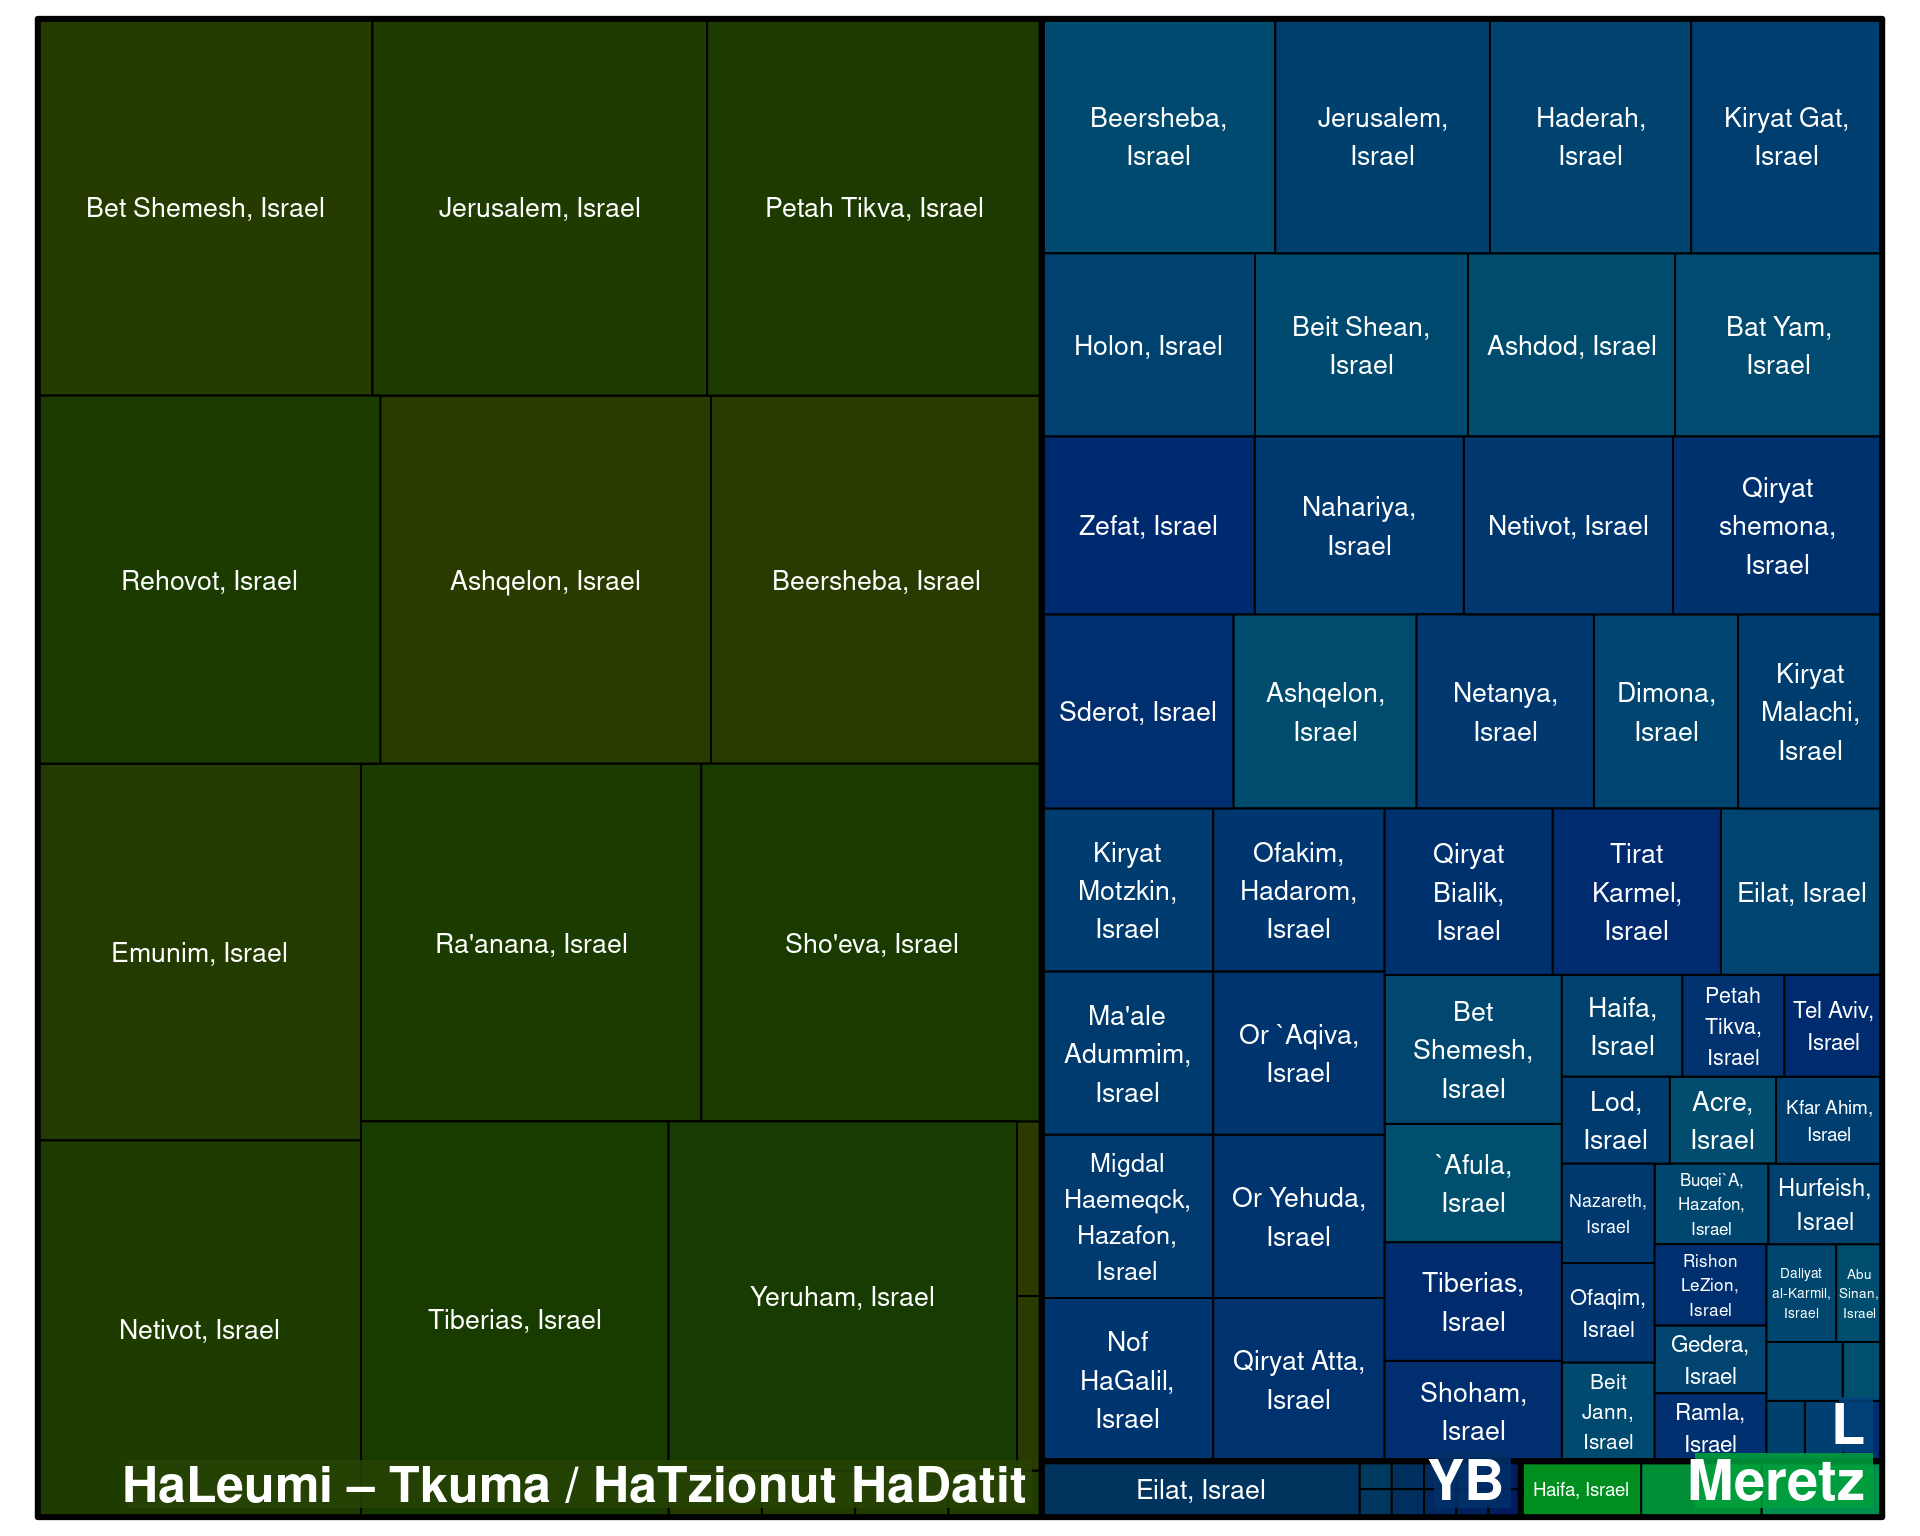 Bet Shemesh, Israel
Jerusalem, Israel
Petah Tikva, Israel
Rehovot, Israel
Ashqelon, Israel
Beersheba, Israel
Emunim, Israel
Ra'anana, Israel
Sho'eva, Israel
Netivot, Israel
Tiberias, Israel
Yeruham, Israel
HaLeumi – Tkuma / HaTzionut HaDatit
Beersheba,
Israel
Jerusalem,
Israel
Haderah,
Israel
Kiryat Gat,
Israel
Holon, Israel
Beit Shean,
Israel
Ashdod, Israel
Bat Yam,
Israel
Zefat, Israel
Nahariya,
Israel
Netivot, Israel
Qiryat
shemona,
Israel
Sderot, Israel
Ashqelon,
Israel
Netanya,
Israel
Dimona,
Israel
Kiryat
Malachi,
Israel
Kiryat
Motzkin,
Israel
Ofakim,
Hadarom,
Israel
Qiryat
Bialik,
Israel
Tirat
Karmel,
Israel
Eilat, Israel
Ma'ale
Adummim,
Israel
Or `Aqiva,
Israel
Bet
Shemesh,
Israel
Haifa,
Israel
Petah
Tikva,
Israel
Tel Aviv,
Israel
Lod,
Israel
Acre,
Israel
Kfar Ahim,
Israel
Migdal
Haemeqck,
Hazafon,
Israel
Or Yehuda,
Israel
`Afula,
Israel
Nazareth,
Israel
Buqei`A,
Hazafon,
Israel
Hurfeish,
Israel
Tiberias,
Israel
Ofaqim,
Israel
Rishon
LeZion,
Israel
Daliyat
al-Karmil,
Israel
Abu
Sinan,
Israel
Nof
HaGalil,
Israel
Qiryat Atta,
Israel
Shoham,
Israel
Beit
Jann,
Israel
Gedera,
Israel
Ramla,
Israel
L
Eilat, Israel
YB
Haifa, Israel
Meretz